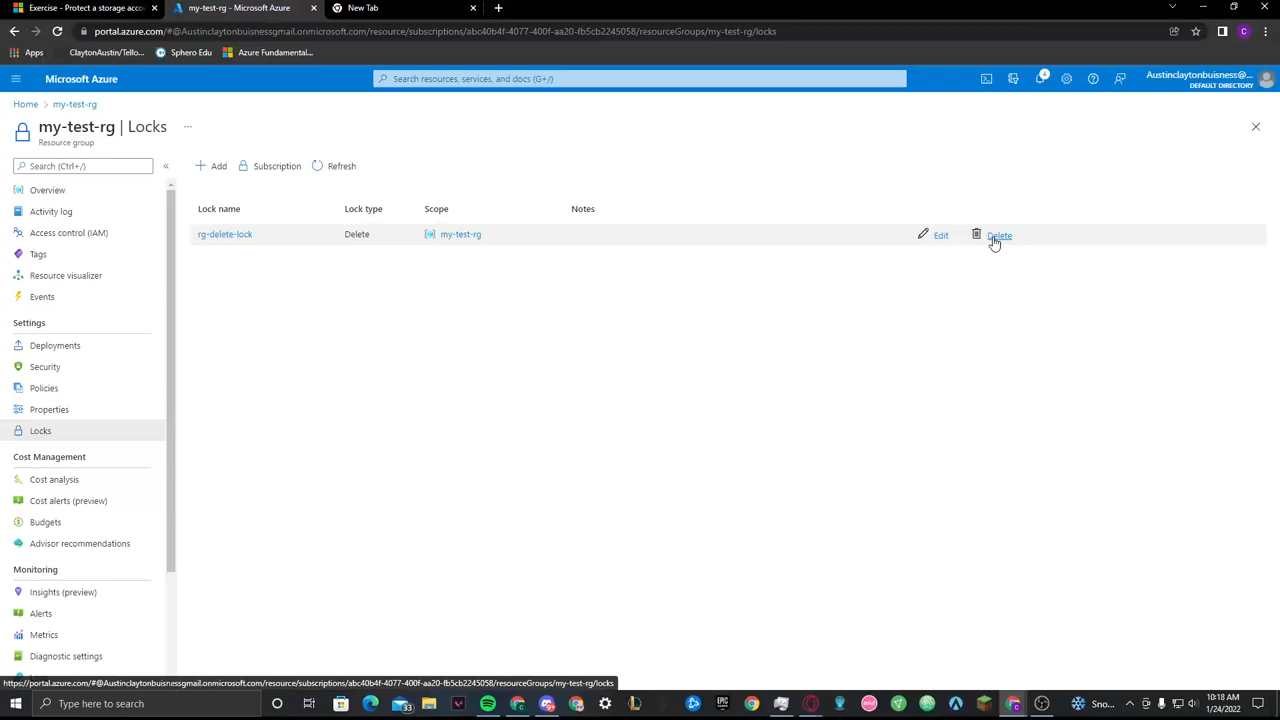 Exercise - Protect a storage acco
my-test-rg - Microsoft Azure
New Tab
portal.azure.com/#@Austinclaytonbuisnessgmail.onmicrosoft.com/resource/subscriptions/abc40b4f-4077-400f-aa20-fb5cb2245058/resourceGroups/my-test-rg/locks
Apps
ClaytonAustin/Tello...
Sphero Edu
Azure Fundamental...
Microsoft Azure
Search resources, services, and docs (G+/)
4
Austinclaytonbuisness@...
DEFAULT DIRECTORY
Home > my-test-rg
my-test-rg | Locks ...
Resource group
Search (Ctrl+/)
«
Add
Subscription
Refresh
Overview
Activity log
Access control (IAM)
Tags
Resource visualizer
Events
Settings
Deployments
Security
Policies
Properties
Locks
Cost Management
Cost analysis
Cost alerts (preview)
Budgets
Advisor recommendations
Monitoring
Insights (preview)
Alerts
Metrics
Diagnostic settings
Lock name
Lock type
Scope
Notes
rg-delete-lock
Delete
my-test-rg
Edit
Delete
https://portal.azure.com/#@Austinclaytonbuisnessgmail.onmicrosoft.com/resource/subscriptions/abc40b4f-4077-400f-aa20-fb5cb2245058/resourceGroups/my-test-rg/locks
Type here to search
33
EPIC
Sno...
10:18 AM
1/24/2022